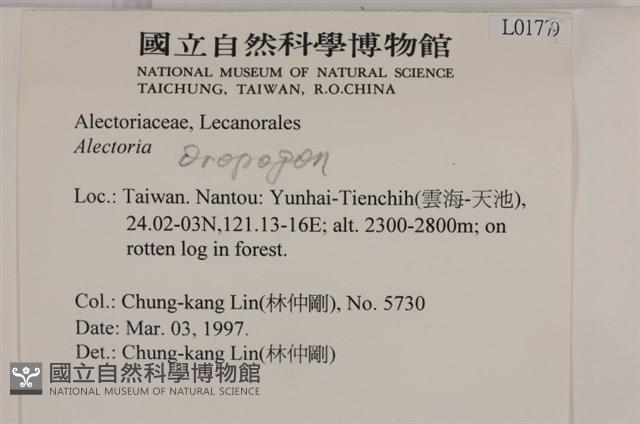 L01779
國立自然科學博物館
NATIONAL MUSEUM OF NATURAL SCIENCE
TAICHUNG, TAIWAN, R.O.CHINA
Alectoriaceae, Lecanorales
Alectoria Oropogon
Loc.: Taiwan. Nantou: Yunhai-Tienchih(雲海-天池),
24.02-03N,121.13-16E; alt. 2300-2800m; on
rotten log in forest.
Col.: Chung-kang Lin(林仲剛), No. 5730
Date: Mar. 03, 1997.
Det.: Chung-kang Lin(林仲剛)
國立自然科學博物館
NATIONAL MUSEUM OF NATURAL SCIENCE